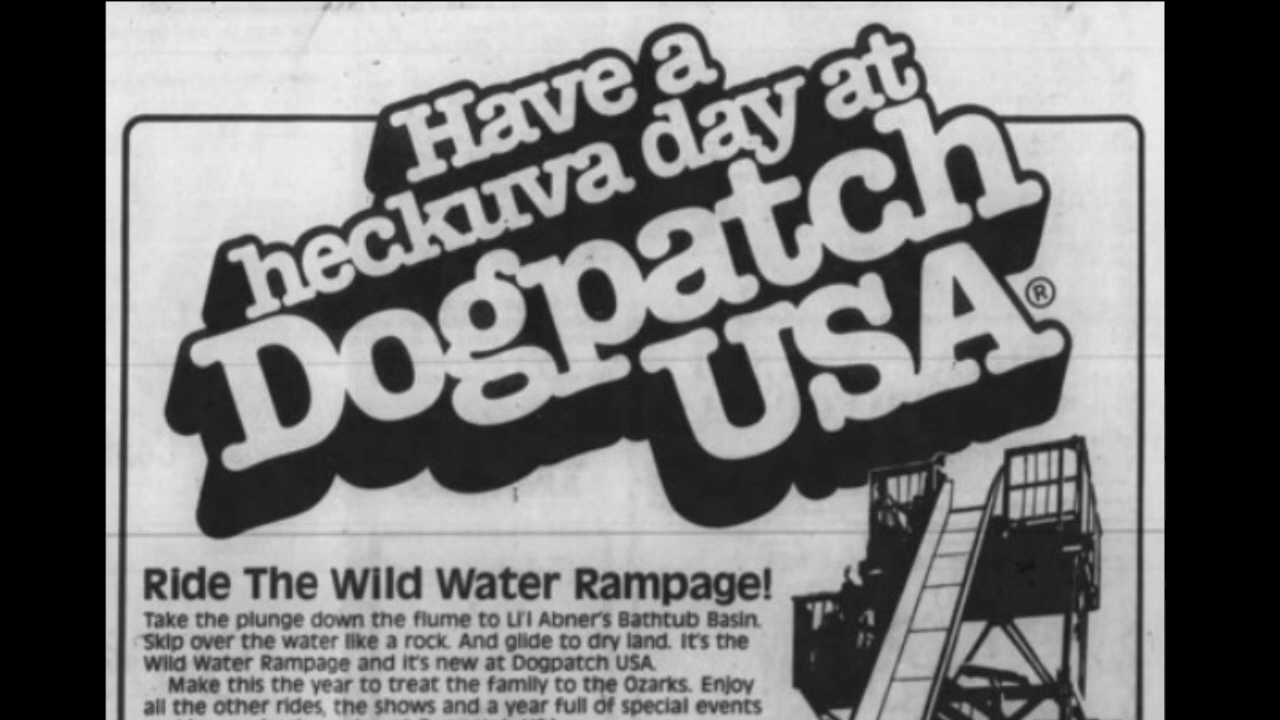 Have a
heckuva day at
Dogpatch
USA®
Ride The Wild Water Rampage!
Take the plunge down the flume to Li'l Abner's Bathtub Basin.
Skip over the water like a rock. And glide to dry land. It's the
Wild Water Rampage and it's new at Dogpatch USA.
Make this the year to treat the family to the Ozarks. Enjoy
all the other rides, the shows and a year full of special events